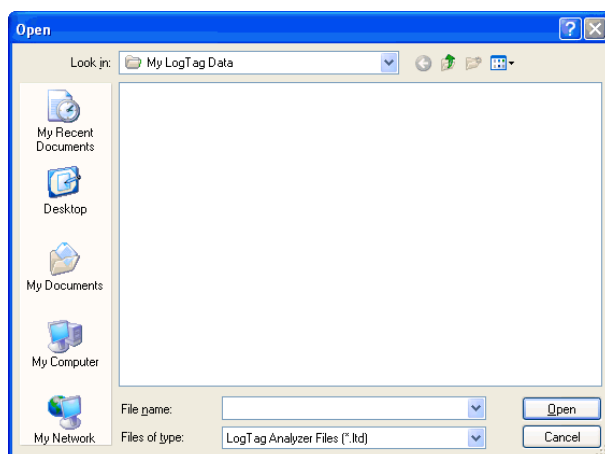 Open
Look in: My LogTag Data
My Recent
Documents
Desktop
My Documents
My Computer
My Network
File name:
Open
Files of type: LogTag Analyzer Files (*.ltd)
Cancel